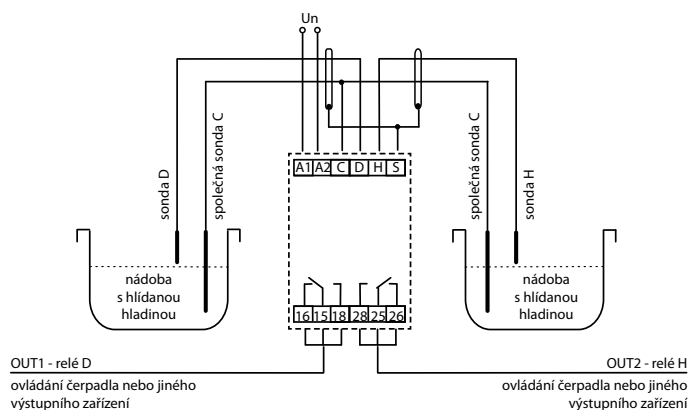 Un
sonda D
společná sonda C
společná sonda C
sonda H
A1 A2 C D H S
nádoba
s hlídanou
hladinou
nádoba
s hlídanou
hladinou
16 15 18 28 25 26
OUT1 - relé D
ovládání čerpadla nebo jiného
výstupního zařízení
OUT2 - relé H
ovládání čerpadla nebo jiného
výstupního zařízení